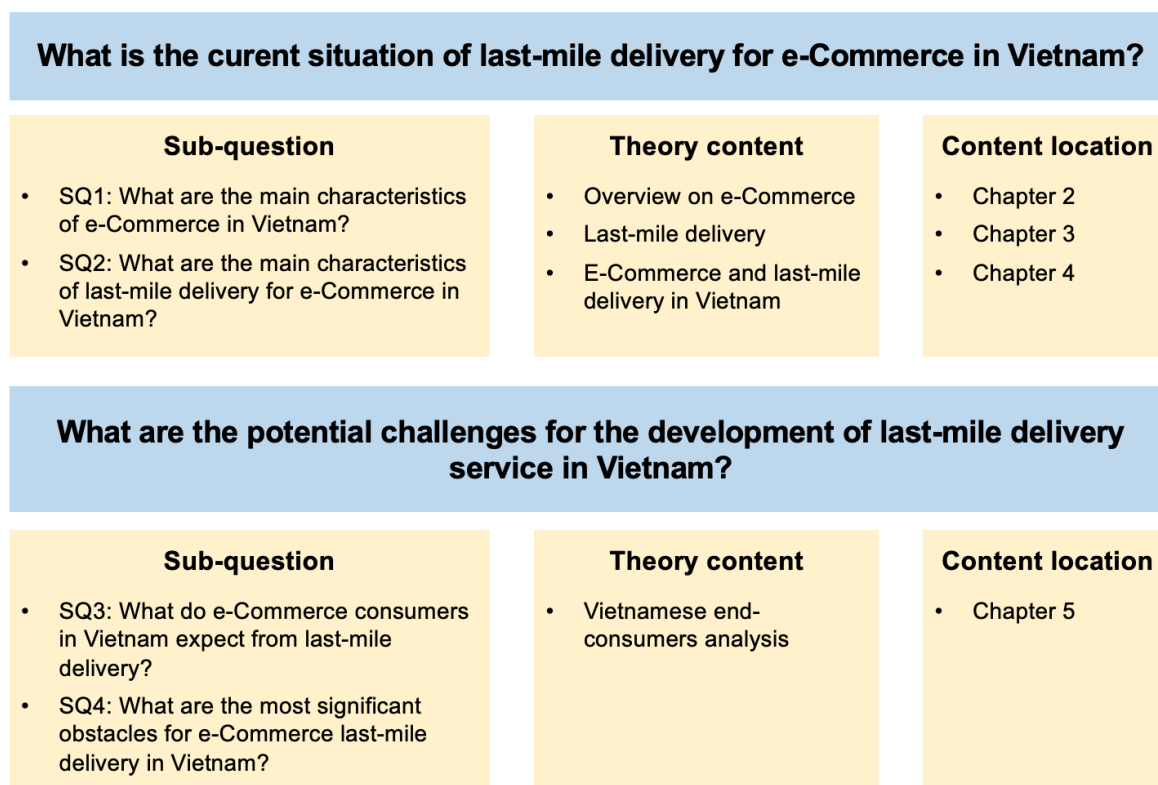 What is the curent situation of last-mile delivery for e-Commerce in Vietnam?
Sub-question
• SQ1: What are the main characteristics
of e-Commerce in Vietnam?
• SQ2: What are the main characteristics
of last-mile delivery for e-Commerce in
Vietnam?
Theory content
• Overview on e-Commerce
• Last-mile delivery
• E-Commerce and last-mile
delivery in Vietnam
Content location
• Chapter 2
• Chapter 3
• Chapter 4
What are the potential challenges for the development of last-mile delivery
service in Vietnam?
Sub-question
• SQ3: What do e-Commerce consumers
in Vietnam expect from last-mile
delivery?
• SQ4: What are the most significant
obstacles for e-Commerce last-mile
delivery in Vietnam?
Theory content
• Vietnamese end-
consumers analysis
Content location
• Chapter 5